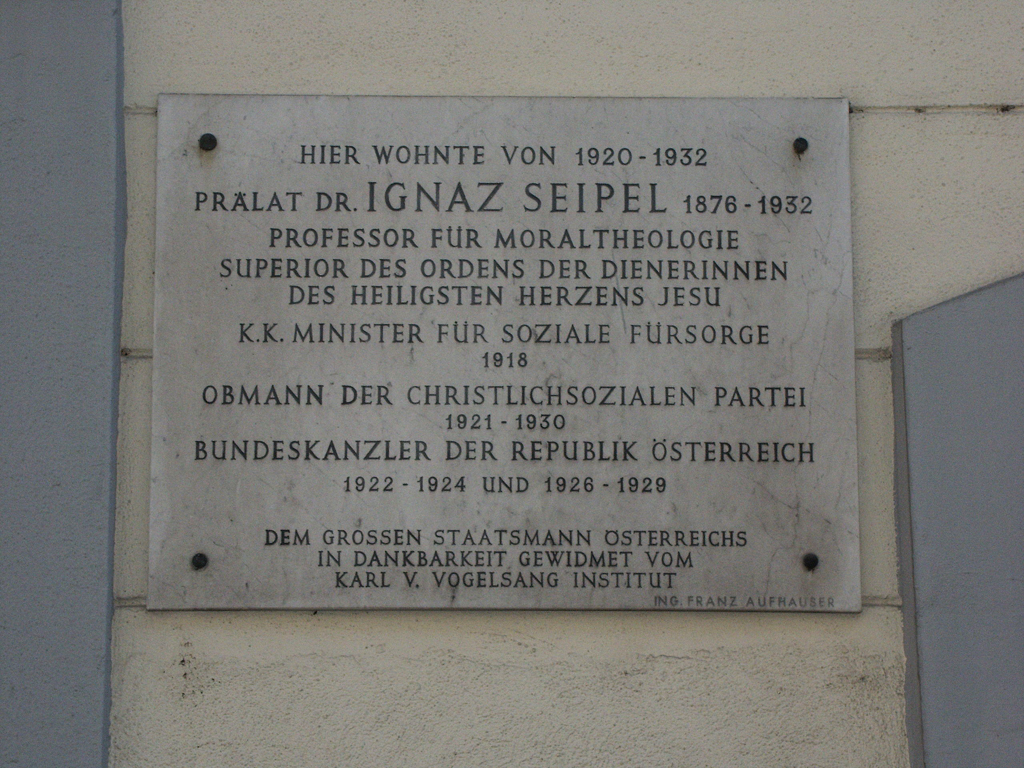 HIER WOHNTE VON 1920-1932
PRÄLAT DR. IGNAZ SEIPEL 1876-1932
PROFESSOR FÜR MORALTHEOLOGIE
SUPERIOR DES ORDENS DER DIENERINNEN
DES HEILIGSTEN HERZENS JESU
K.K. MINISTER FÜR SOZIALE FÜRSORGE
1918
OBMANN DER CHRISTLICHSOZIALEN PARTEI
1921-1930
BUNDESKANZLER DER REPUBLIK ÖSTERREICH
1922-1924 UND 1926-1929
DEM GROSSEN STAATSMANN ÖSTERREICHS
IN DANKBARKEIT GEWIDMET VOM
KARL V. VOGELSANG INSTITUT
ING. FRANZ AUFHAUSER